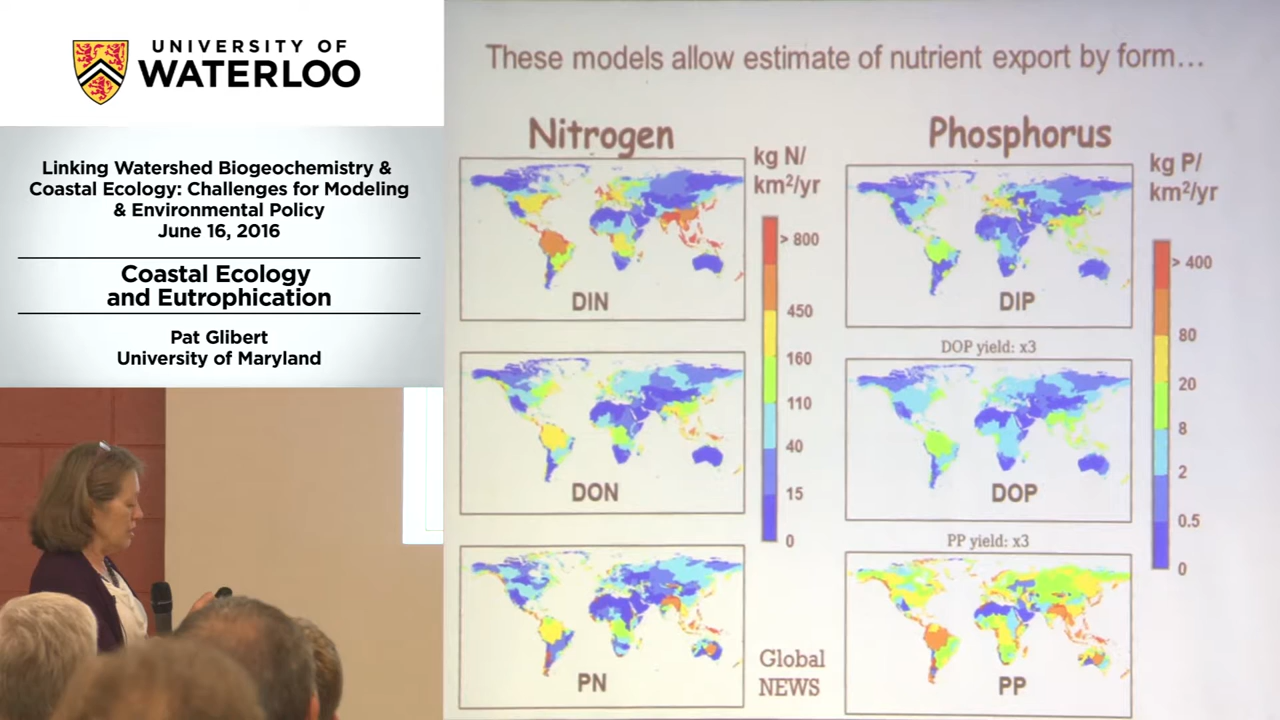 UNIVERSITY OF
WATERLOO
Linking Watershed Biogeochemistry &
Coastal Ecology: Challenges for Modeling
& Environmental Policy
June 16, 2016
Coastal Ecology
and Eutrophication
Pat Glibert
University of Maryland
These models allow estimate of nutrient export by form...
Nitrogen
kg N/
km²/yr
> 800
450
160
110
40
15
0
DIN
DON
PN
Global
NEWS
Phosphorus
kg P/
km²/yr
> 400
80
20
8
2
0.5
0
DIP
DOP yield: x3
DOP
PP yield: x3
PP